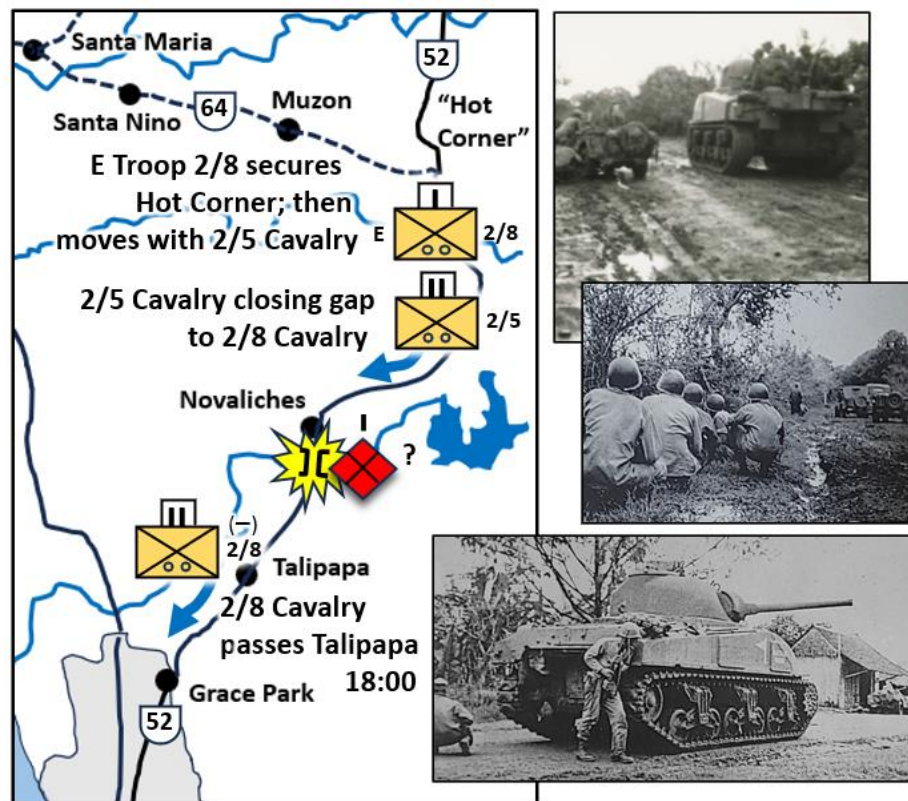 Santa Maria
52
64
Muzon
"Hot
Corner"
Santa Nino
E Troop 2/8 secures
Hot Corner; then
moves with 2/5 Cavalry
I
E
2/8
2/5 Cavalry closing gap
to 2/8 Cavalry
II
2/5
Novaliches
I
?
II
(–)
2/8
Talipapa
2/8 Cavalry
passes Talipapa
18:00
Grace Park
52